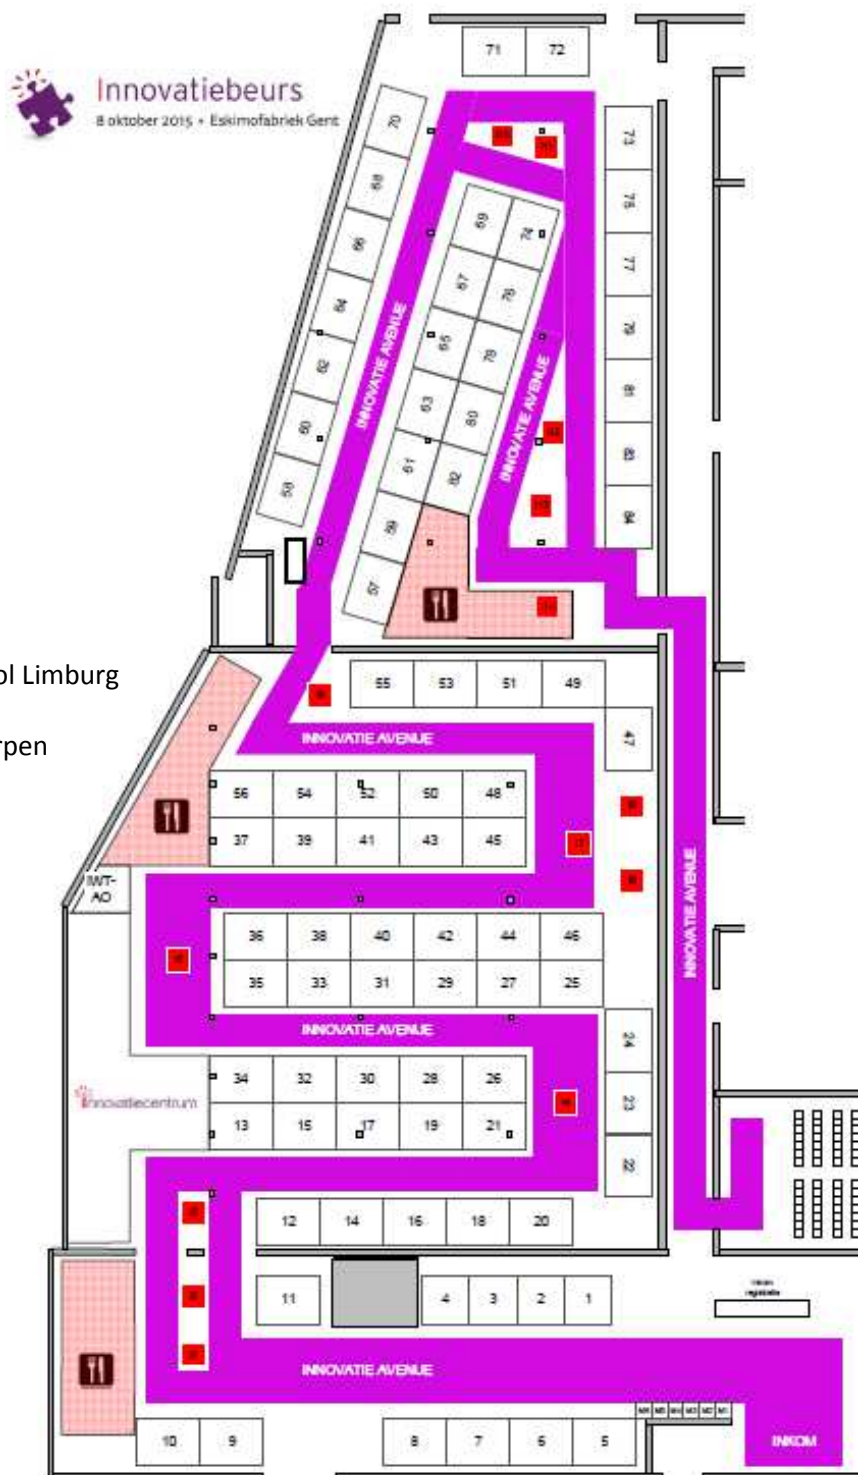 Innovatiebeurs
8 oktober 2015 • Eskimofabriek Gent
71 72
70
68
66
64
62
60
58
73
75
77
79
81
83
84
69 74
67 76
65 78
63 80
61 82
59
57
INNOVATIE AVENUE
INNOVATIE AVENUE
ol Limburg
rpen
55 53 51 49
47
INNOVATIE AVENUE
56 54 52 50 48
37 39 41 43 45
IWT-
AO
36 38 40 42 44 46
35 33 31 29 27 25
INNOVATIE AVENUE
INNOVATIE AVENUE
24
23
22
34 32 30 28 26
13 15 17 19 21
Innovatiecentrum
12 14 16 18 20
11 4 3 2 1
INNOVATIE AVENUE
INKOM
10 9 8 7 6 5